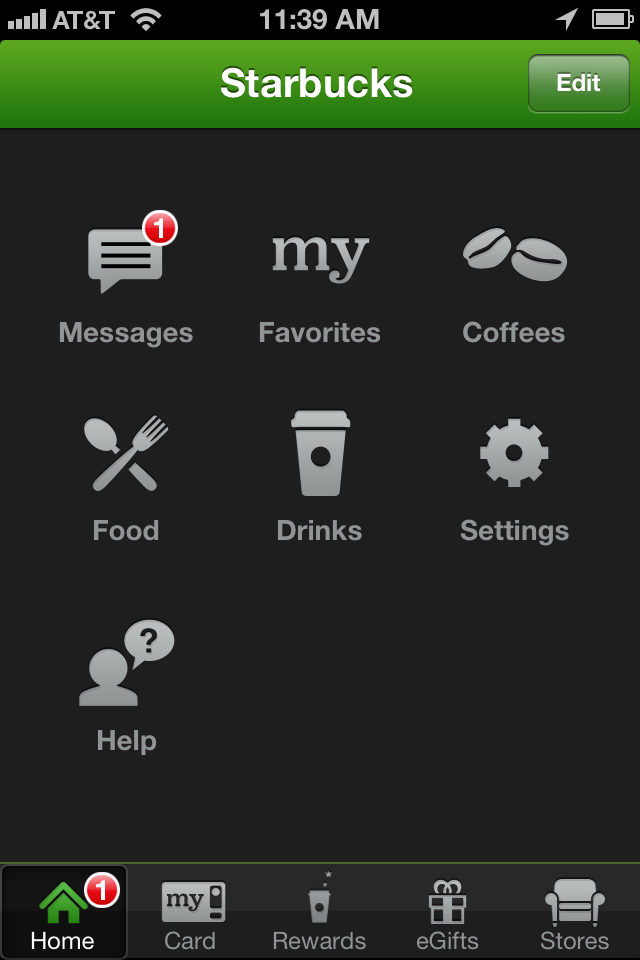 AT&T 11:39 AM
Starbucks Edit
1
my
Messages Favorites Coffees
Food Drinks Settings
?
Help
1
my
Home Card Rewards eGifts Stores